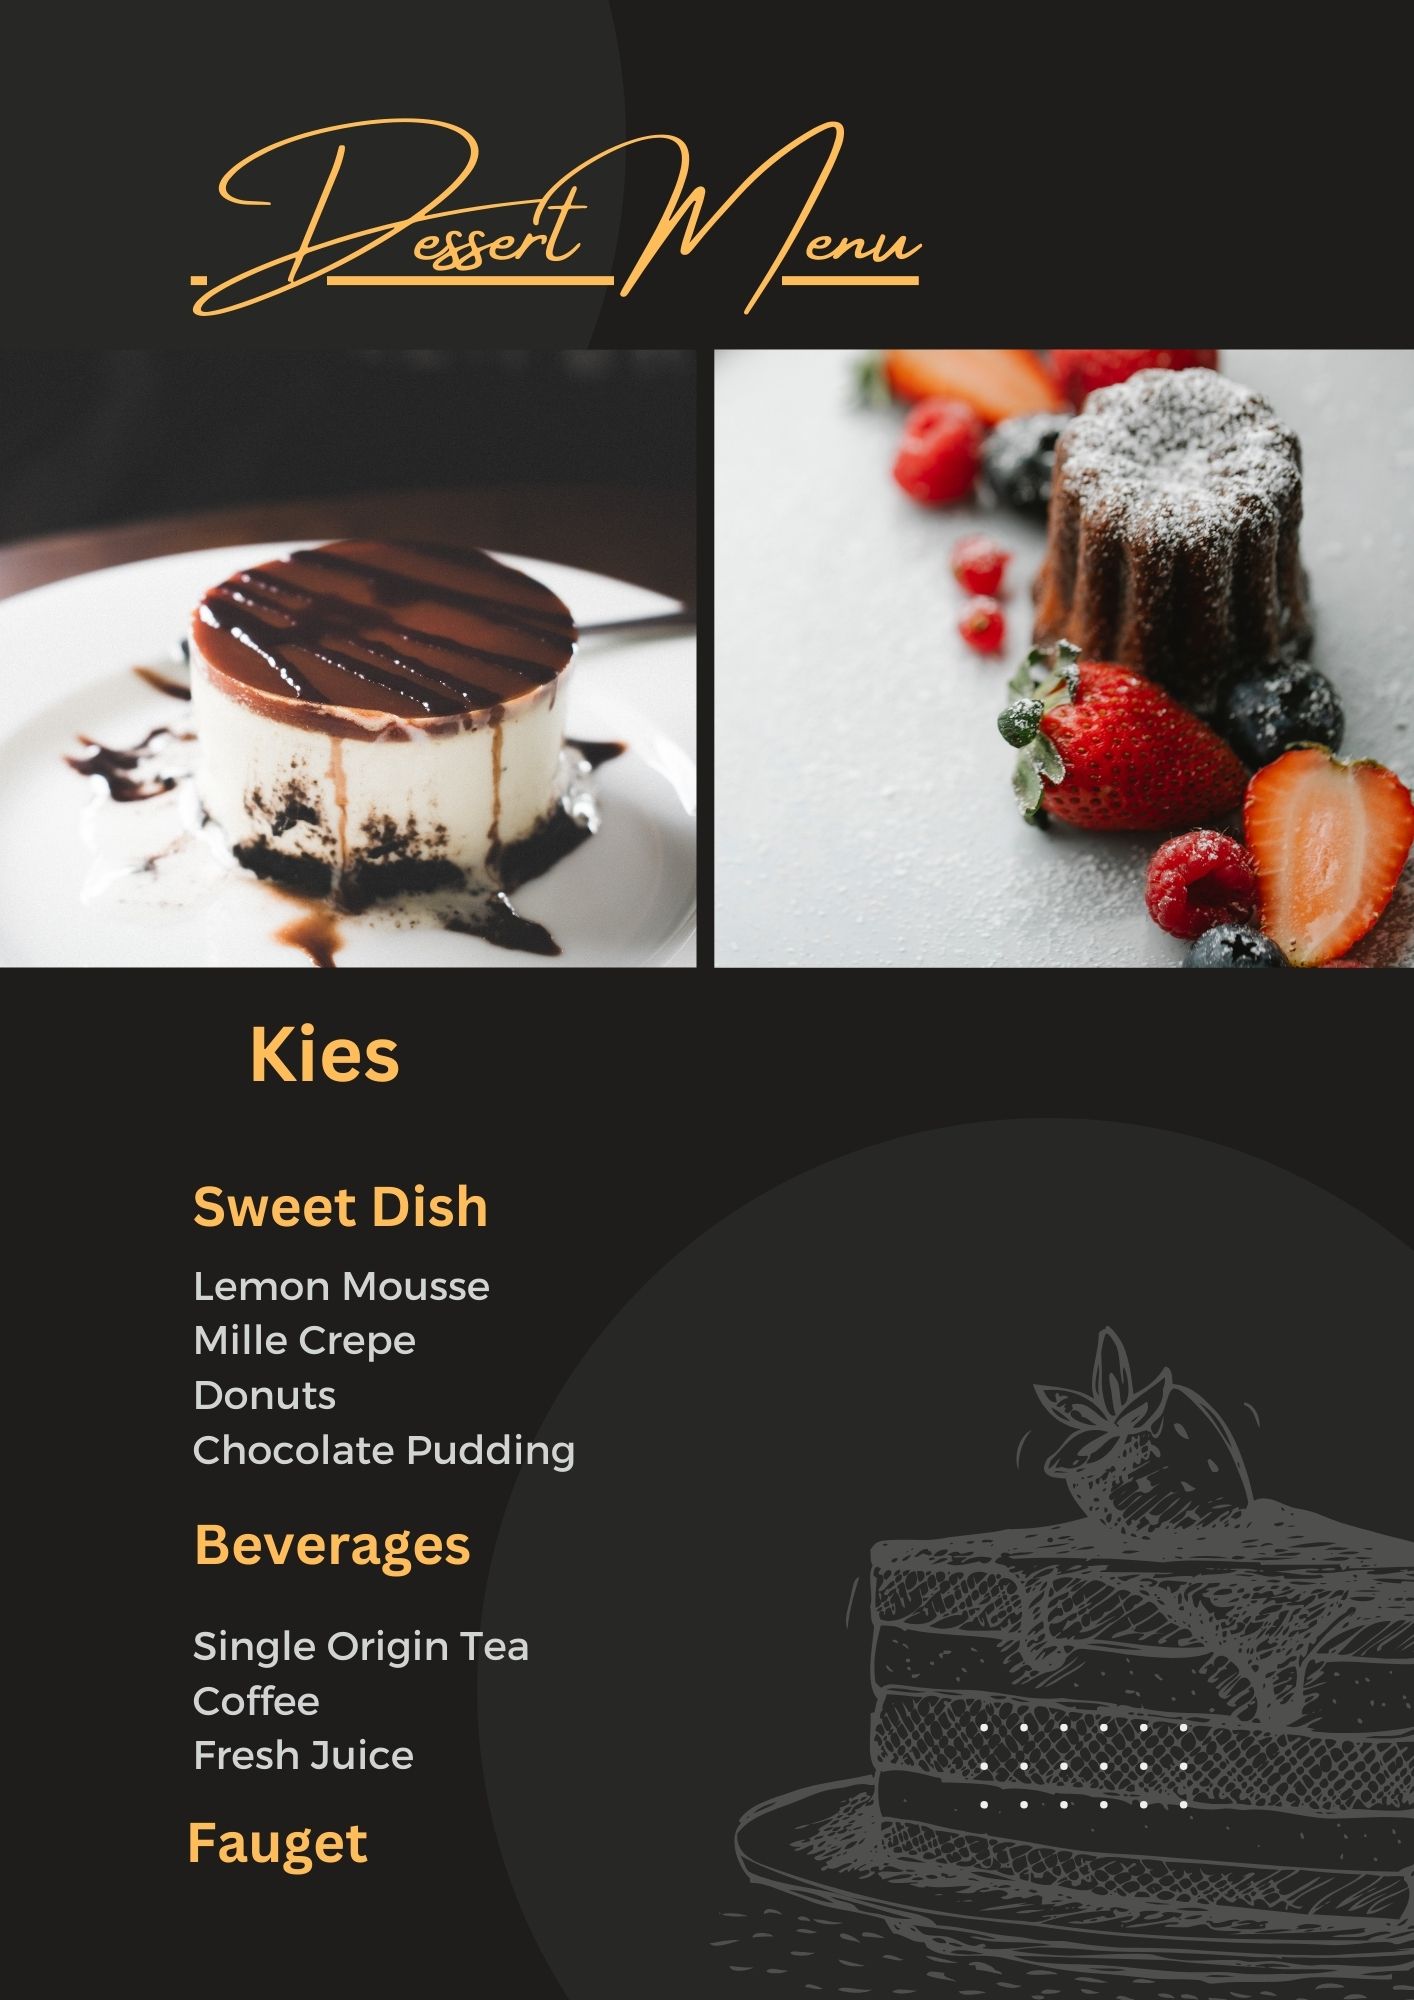 Dessert Menu
Kies
Sweet Dish
Lemon Mousse
Mille Crepe
Donuts
Chocolate Pudding
Beverages
Single Origin Tea
Coffee
Fresh Juice
Fauget